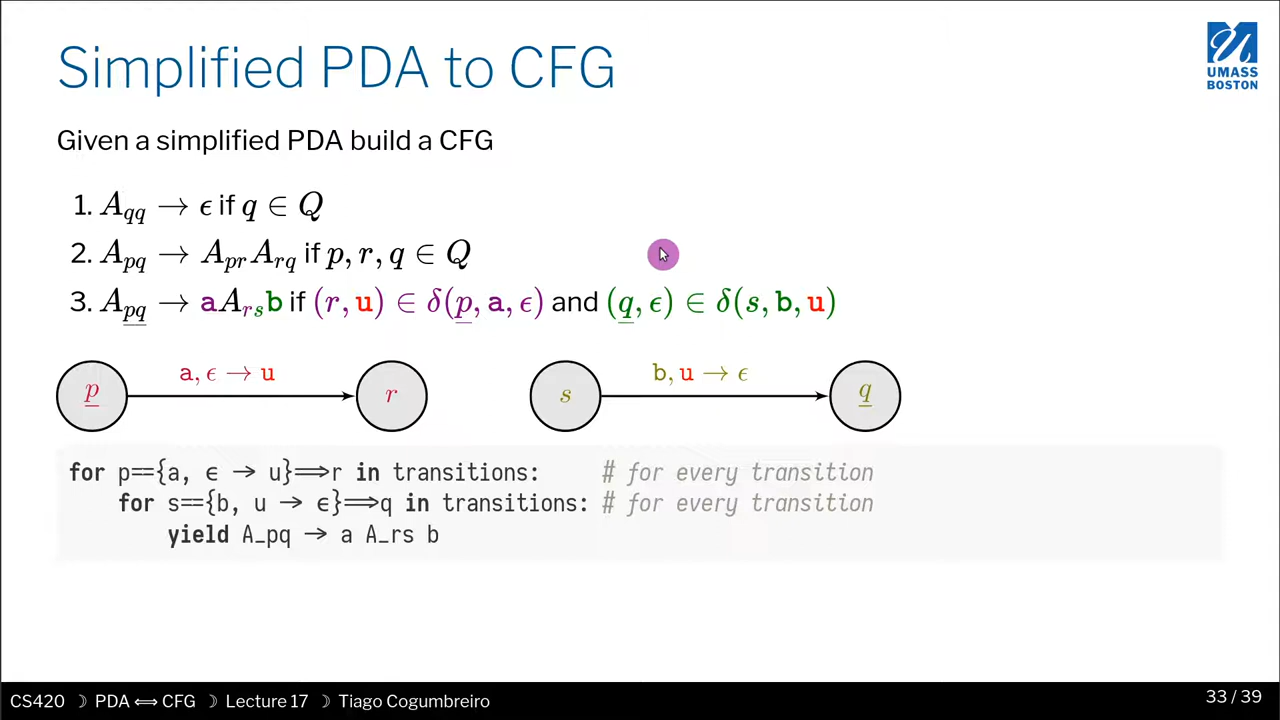 Simplified PDA to CFG
UMASS
BOSTON
Given a simplified PDA build a CFG
1. A_qq → ϵ if q ∈ Q
2. A_pq → A_pr A_rq if p, r, q ∈ Q
3. A_pq → aA_rs b if (r, u) ∈ δ(p, a, ϵ) and (q, ϵ) ∈ δ(s, b, u)
a, ϵ → u
b, u → ϵ
p r s q
for p=={a, ϵ → u}⟹r in transitions: # for every transition
for s=={b, u → ϵ}⟹q in transitions: # for every transition
yield A_pq → a A_rs b
CS420 ☽ PDA ⟺ CFG ☽ Lecture 17 ☽ Tiago Cogumbreiro
33 / 39